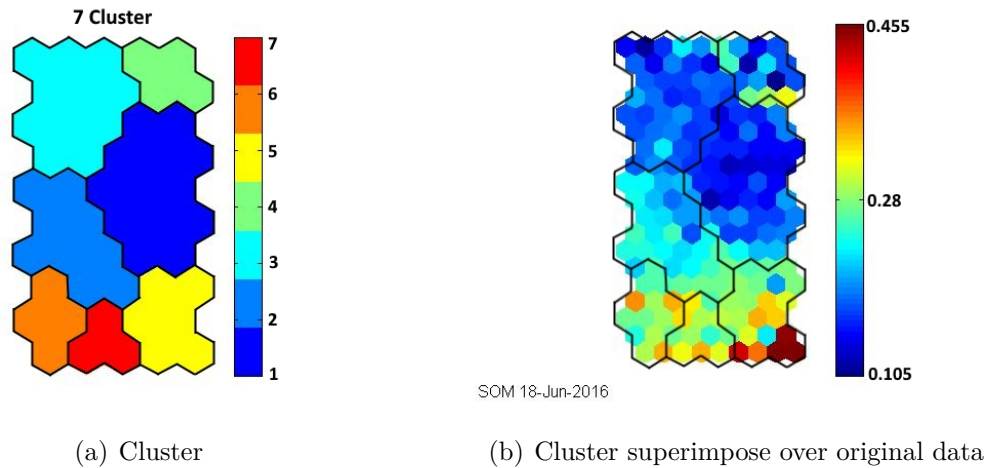 7 Cluster
7
6
5
4
3
2
1
0.455
0.28
0.105
SOM 18-Jun-2016
(a) Cluster
(b) Cluster superimpose over original data